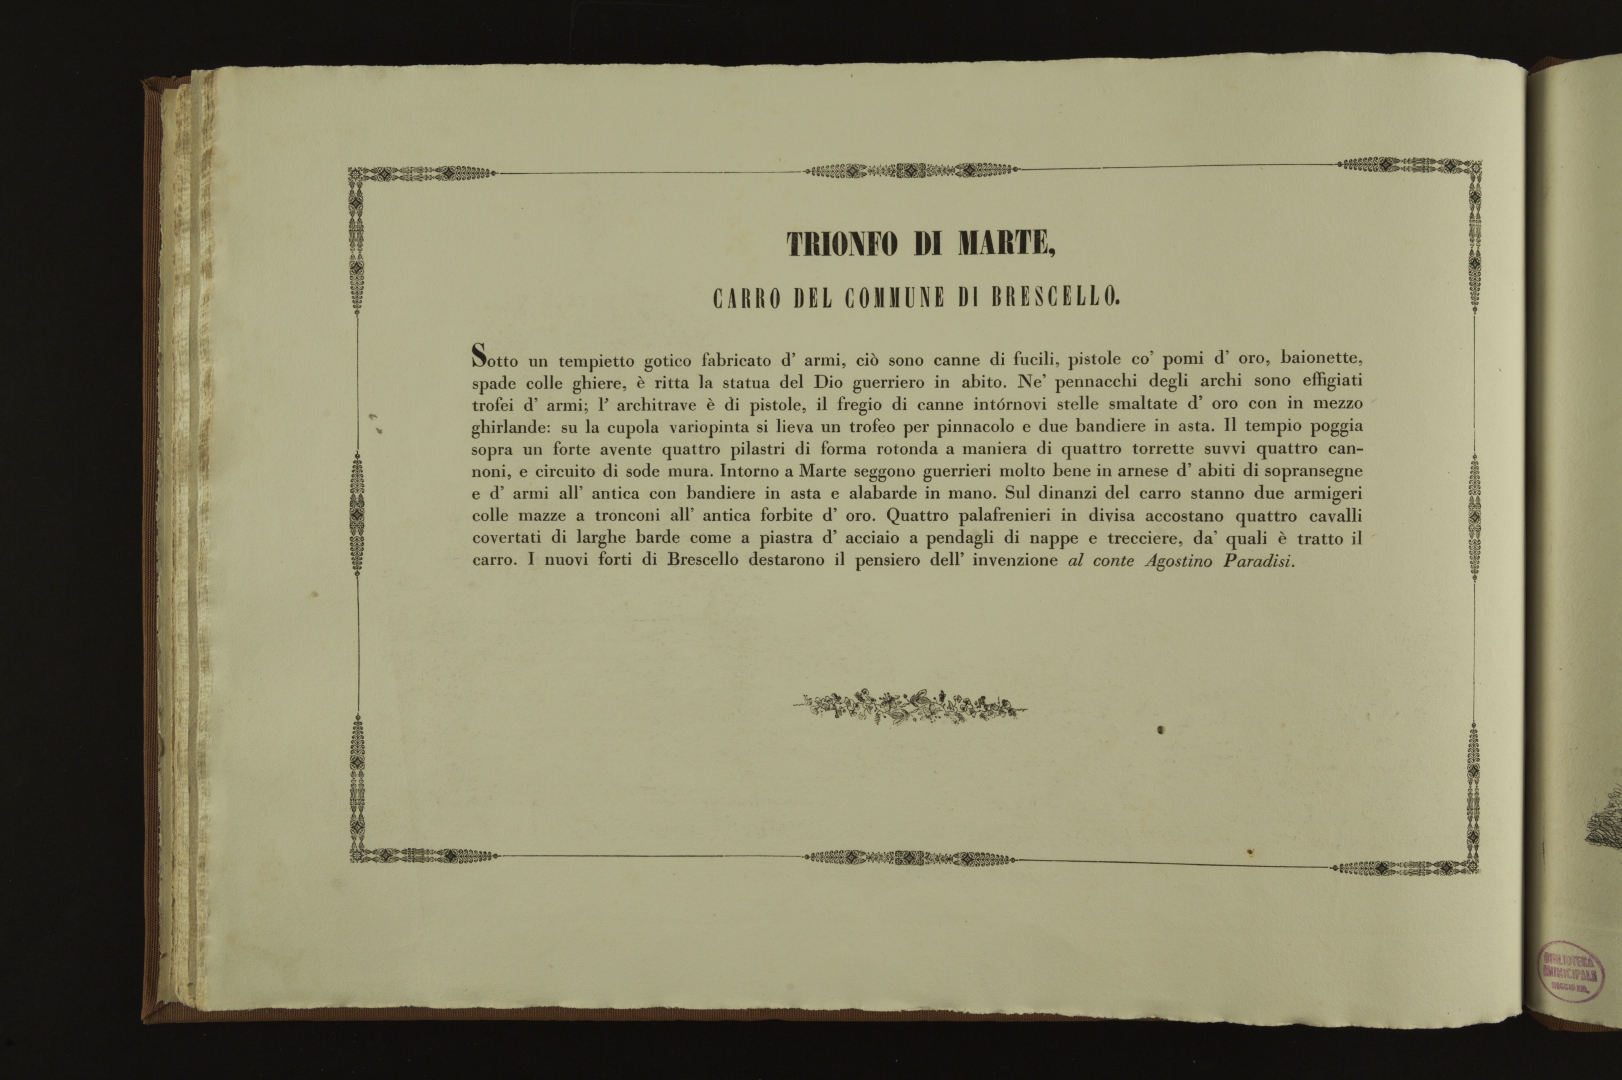 TRIONFO DI MARTE,
CARRO DEL COMMUNE DI BRESCELLO.
Sotto un tempietto gotico fabricato d' armi, ciò sono canne di fucili, pistole co' pomi d' oro, baionette,
spade colle ghiere, è ritta la statua del Dio guerriero in abito. Ne' pennacchi degli archi sono effigiati
trofei d' armi; l' architrave è di pistole, il fregio di canne intórnovi stelle smaltate d' oro con in mezzo
ghirlande: su la cupola variopinta si lieva un trofeo per pinnacolo e due bandiere in asta. Il tempio poggia
sopra un forte avente quattro pilastri di forma rotonda a maniera di quattro torrette suvvi quattro can-
noni, e circuito di sode mura. Intorno a Marte seggono guerrieri molto bene in arnese d' abiti di sopransegne
e d' armi all' antica con bandiere in asta e alabarde in mano. Sul dinanzi del carro stanno due armigeri
colle mazze a tronconi all' antica forbite d' oro. Quattro palafrenieri in divisa accostano quattro cavalli
covertati di larghe barde come a piastra d' acciaio a pendagli di nappe e trecciere, da' quali è tratto il
carro. I nuovi forti di Brescello destarono il pensiero dell' invenzione al conte Agostino Paradisi.
BIBLIOTECA
MUNICIPALE